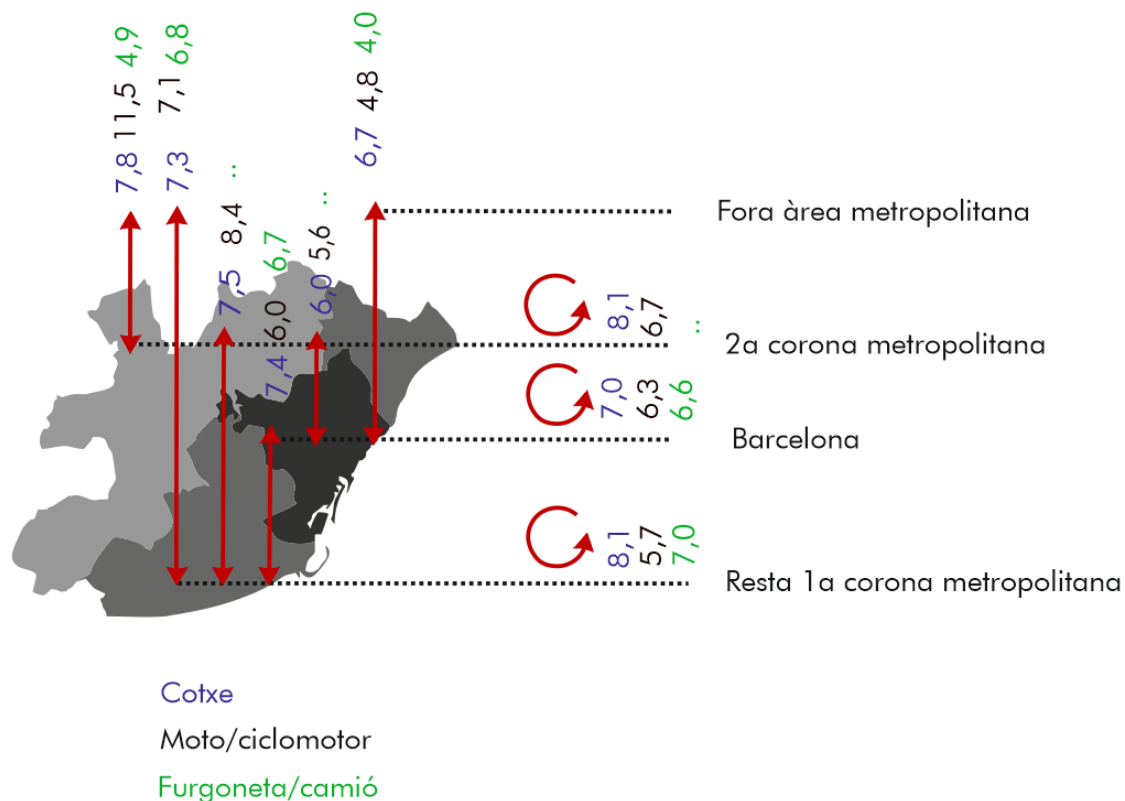 7,8 11,5 4,9
7,3 7,1 6,8
7,5 8,4 ..
7,4 6,0 6,7
6,0 5,6 ..
6,7 4,8 4,0
Fora àrea metropolitana
8,1 6,7 ..
2a corona metropolitana
7,0 6,3 6,6
Barcelona
8,1 5,7 7,0
Resta 1a corona metropolitana
Cotxe
Moto/ciclomotor
Furgoneta/camió